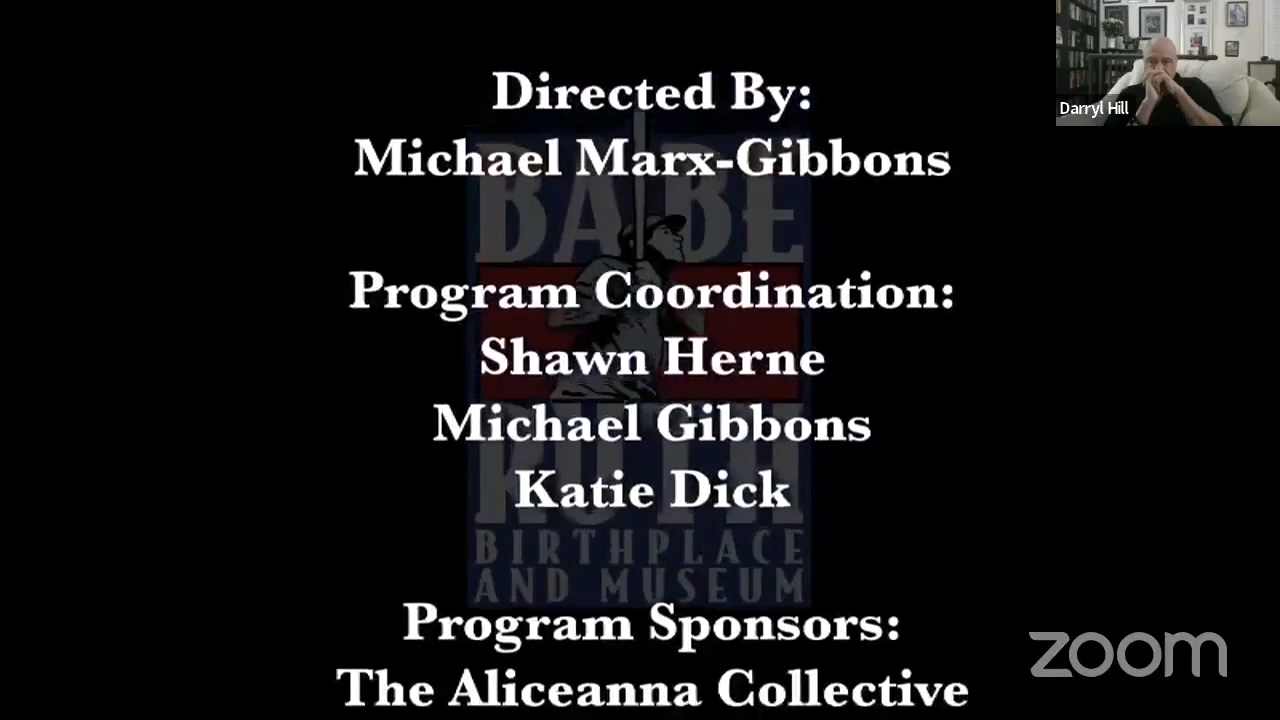 Directed By:
Michael Marx-Gibbons
Program Coordination:
Shawn Herne
Michael Gibbons
Katie Dick
Program Sponsors:
The Aliceanna Collective
BABE
RUTH
BIRTHPLACE
AND MUSEUM
Darryl Hill
zoom